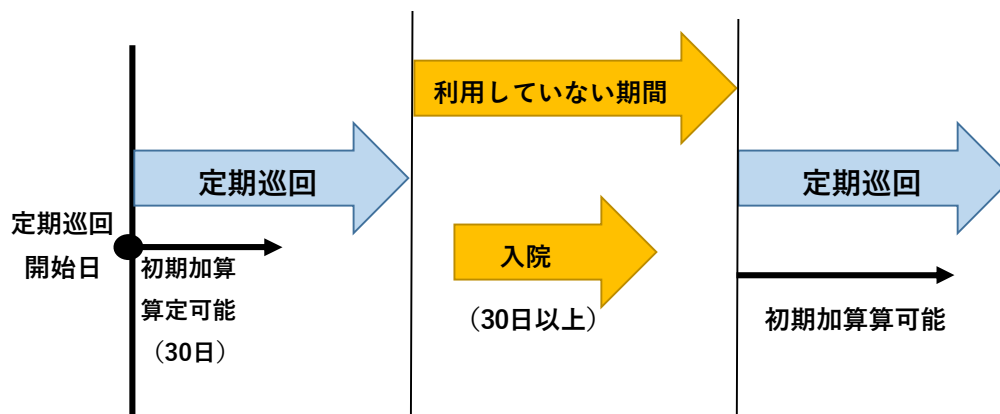 利用していない期間
定期巡回
定期巡回
定期巡回
開始日
初期加算
算定可能
（30日）
入院
（30日以上）
初期加算算可能